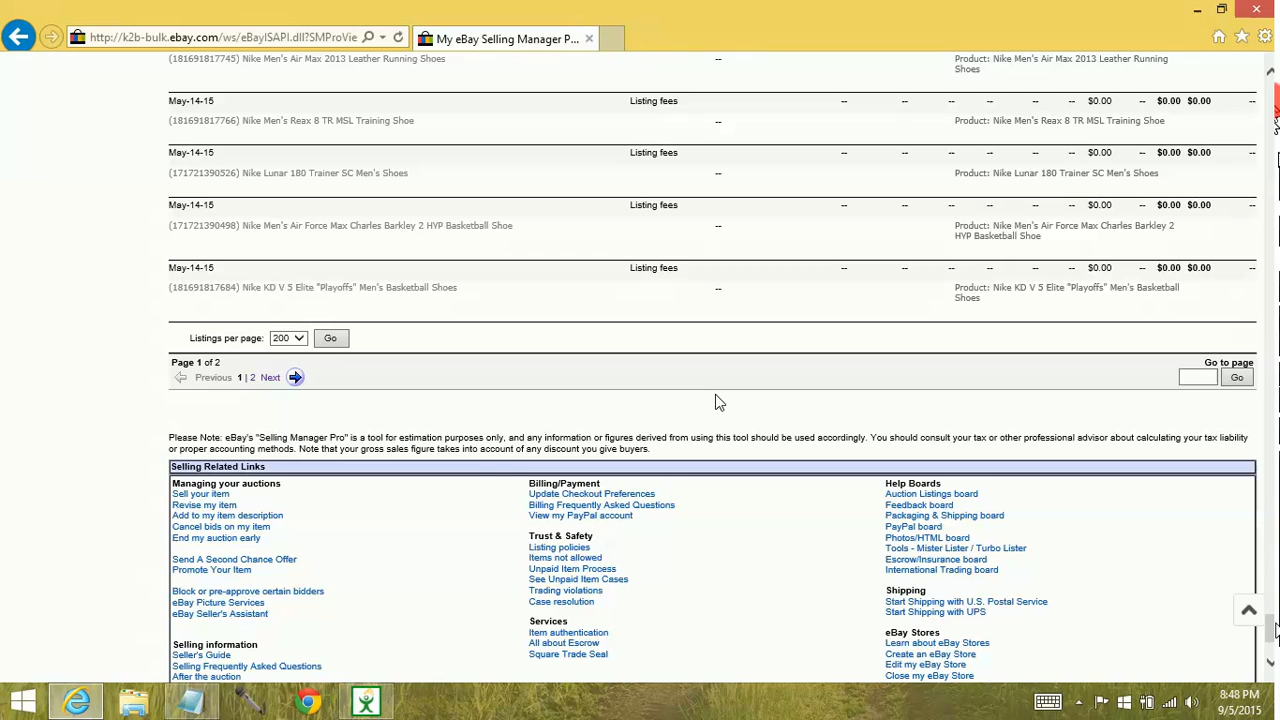 http://k2b-bulk.ebay.com/ws/eBayISAPI.dll?SMProVie
My eBay Selling Manager P...
(181691817745) Nike Men's Air Max 2013 Leather Running Shoes -- Product: Nike Men's Air Max 2013 Leather Running
Shoes
May-14-15 Listing fees -- -- -- -- -- -- $0.00 -- $0.00 $0.00 --
(181691817766) Nike Men's Reax 8 TR MSL Training Shoe -- Product: Nike Men's Reax 8 TR MSL Training Shoe
May-14-15 Listing fees -- -- -- -- -- -- $0.00 -- $0.00 $0.00 --
(171721390526) Nike Lunar 180 Trainer SC Men's Shoes -- Product: Nike Lunar 180 Trainer SC Men's Shoes
May-14-15 Listing fees -- -- -- -- -- -- $0.00 -- $0.00 $0.00 --
(171721390498) Nike Men's Air Force Max Charles Barkley 2 HYP Basketball Shoe -- Product: Nike Men's Air Force Max Charles Barkley 2
HYP Basketball Shoe
May-14-15 Listing fees -- -- -- -- -- -- $0.00 -- $0.00 $0.00 --
(181691817684) Nike KD V 5 Elite "Playoffs" Men's Basketball Shoes -- Product: Nike KD V 5 Elite "Playoffs" Men's Basketball
Shoes
Listings per page: 200 Go
Page 1 of 2 Go to page
Previous 1 | 2 Next Go
Please Note: eBay's "Selling Manager Pro" is a tool for estimation purposes only, and any information or figures derived from using this tool should be used accordingly. You should consult your tax or other professional advisor about calculating your tax liability
or proper accounting methods. Note that your gross sales figure takes into account of any discount you give buyers.
Selling Related Links
Managing your auctions
Sell your item
Revise my item
Add to my item description
Cancel bids on my item
End my auction early
Send A Second Chance Offer
Promote Your Item
Block or pre-approve certain bidders
eBay Picture Services
eBay Seller's Assistant
Selling information
Seller's Guide
Selling Frequently Asked Questions
After the auction
Billing/Payment
Update Checkout Preferences
Billing Frequently Asked Questions
View my PayPal account
Trust & Safety
Listing policies
Items not allowed
Unpaid Item Process
See Unpaid Item Cases
Trading violations
Case resolution
Services
Item authentication
All about Escrow
Square Trade Seal
Help Boards
Auction Listings board
Feedback board
Packaging & Shipping board
PayPal board
Photos/HTML board
Tools - Mister Lister / Turbo Lister
Escrow/Insurance board
International Trading board
Shipping
Start Shipping with U.S. Postal Service
Start Shipping with UPS
eBay Stores
Learn about eBay Stores
Create an eBay Store
Edit my eBay Store
Close my eBay Store
8:48 PM
9/5/2015